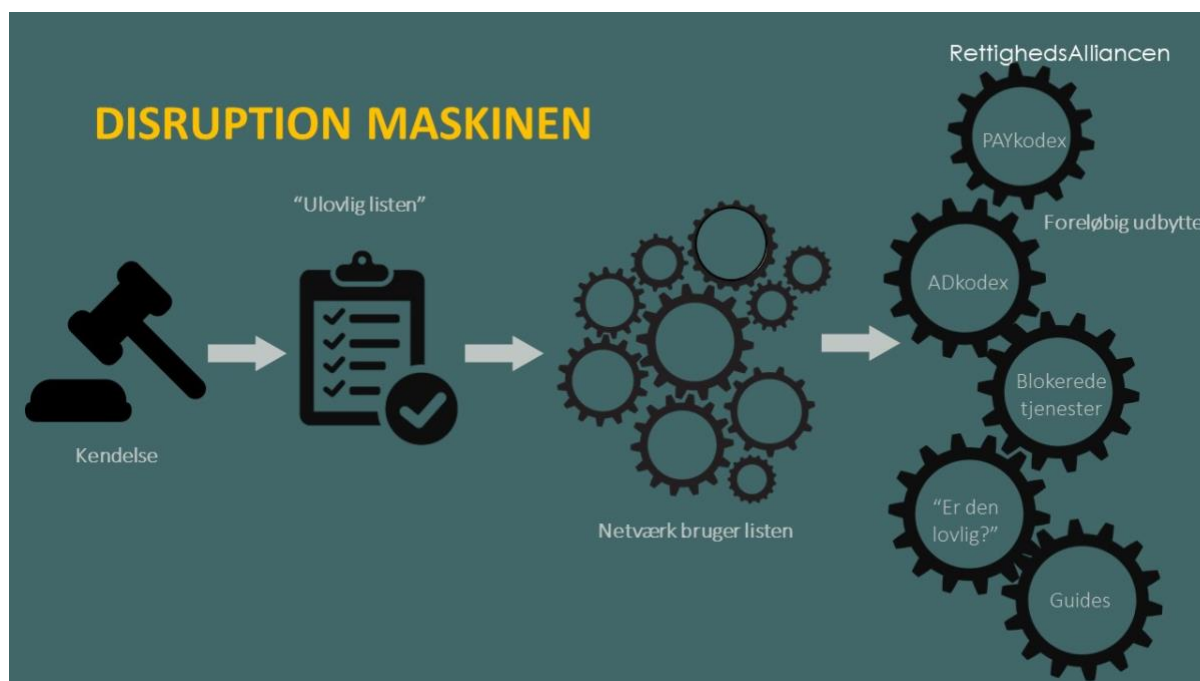 RettighedsAlliancen
DISRUPTION MASKINEN
“Ulovlig listen”
Kendelse
Netværk bruger listen
PAYkodex
Foreløbig udbytte
ADkodex
Blokerede
tjenester
“Er den
lovlig?”
Guides